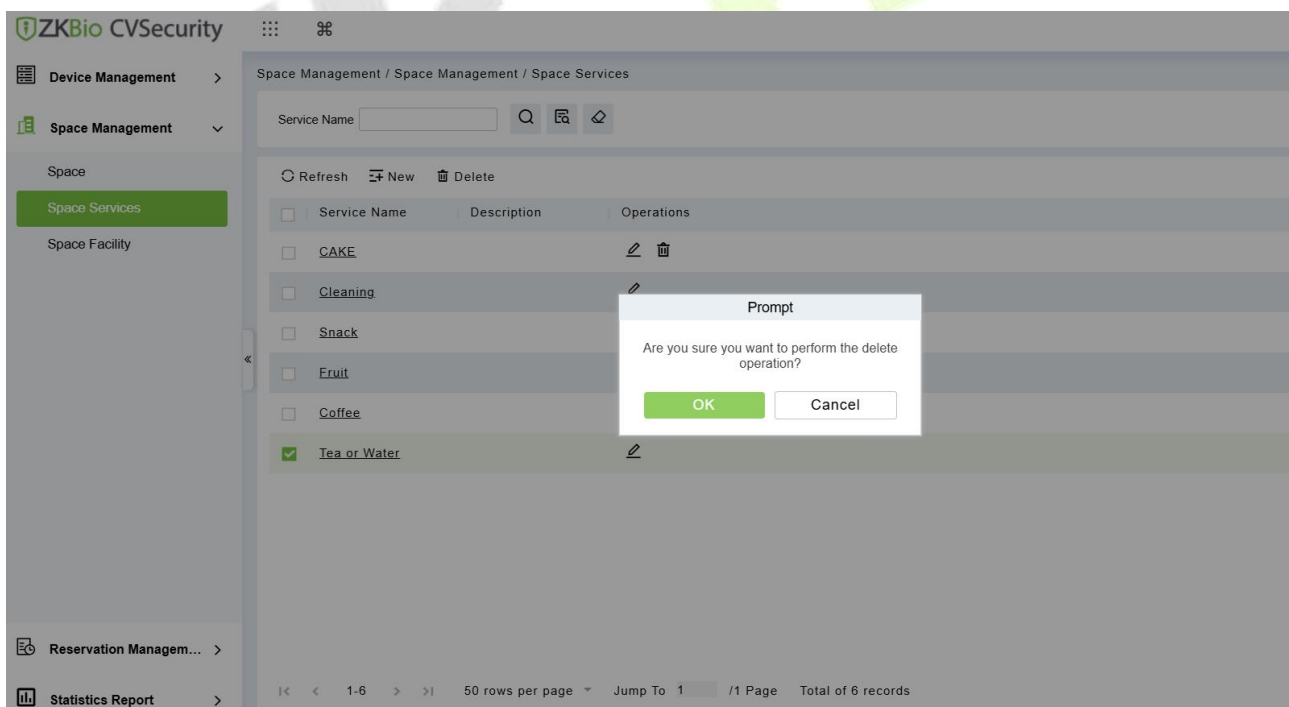 ZKBio CVSecurity
Device Management
Space Management
Space
Space Services
Space Facility
Reservation Managem...
Statistics Report
Space Management / Space Management / Space Services
Service Name
Refresh New Delete
Service Name Description Operations
CAKE
Cleaning
Snack
Fruit
Coffee
Tea or Water
Prompt
Are you sure you want to perform the delete
operation?
OK Cancel
1-6 50 rows per page Jump To 1 /1 Page Total of 6 records